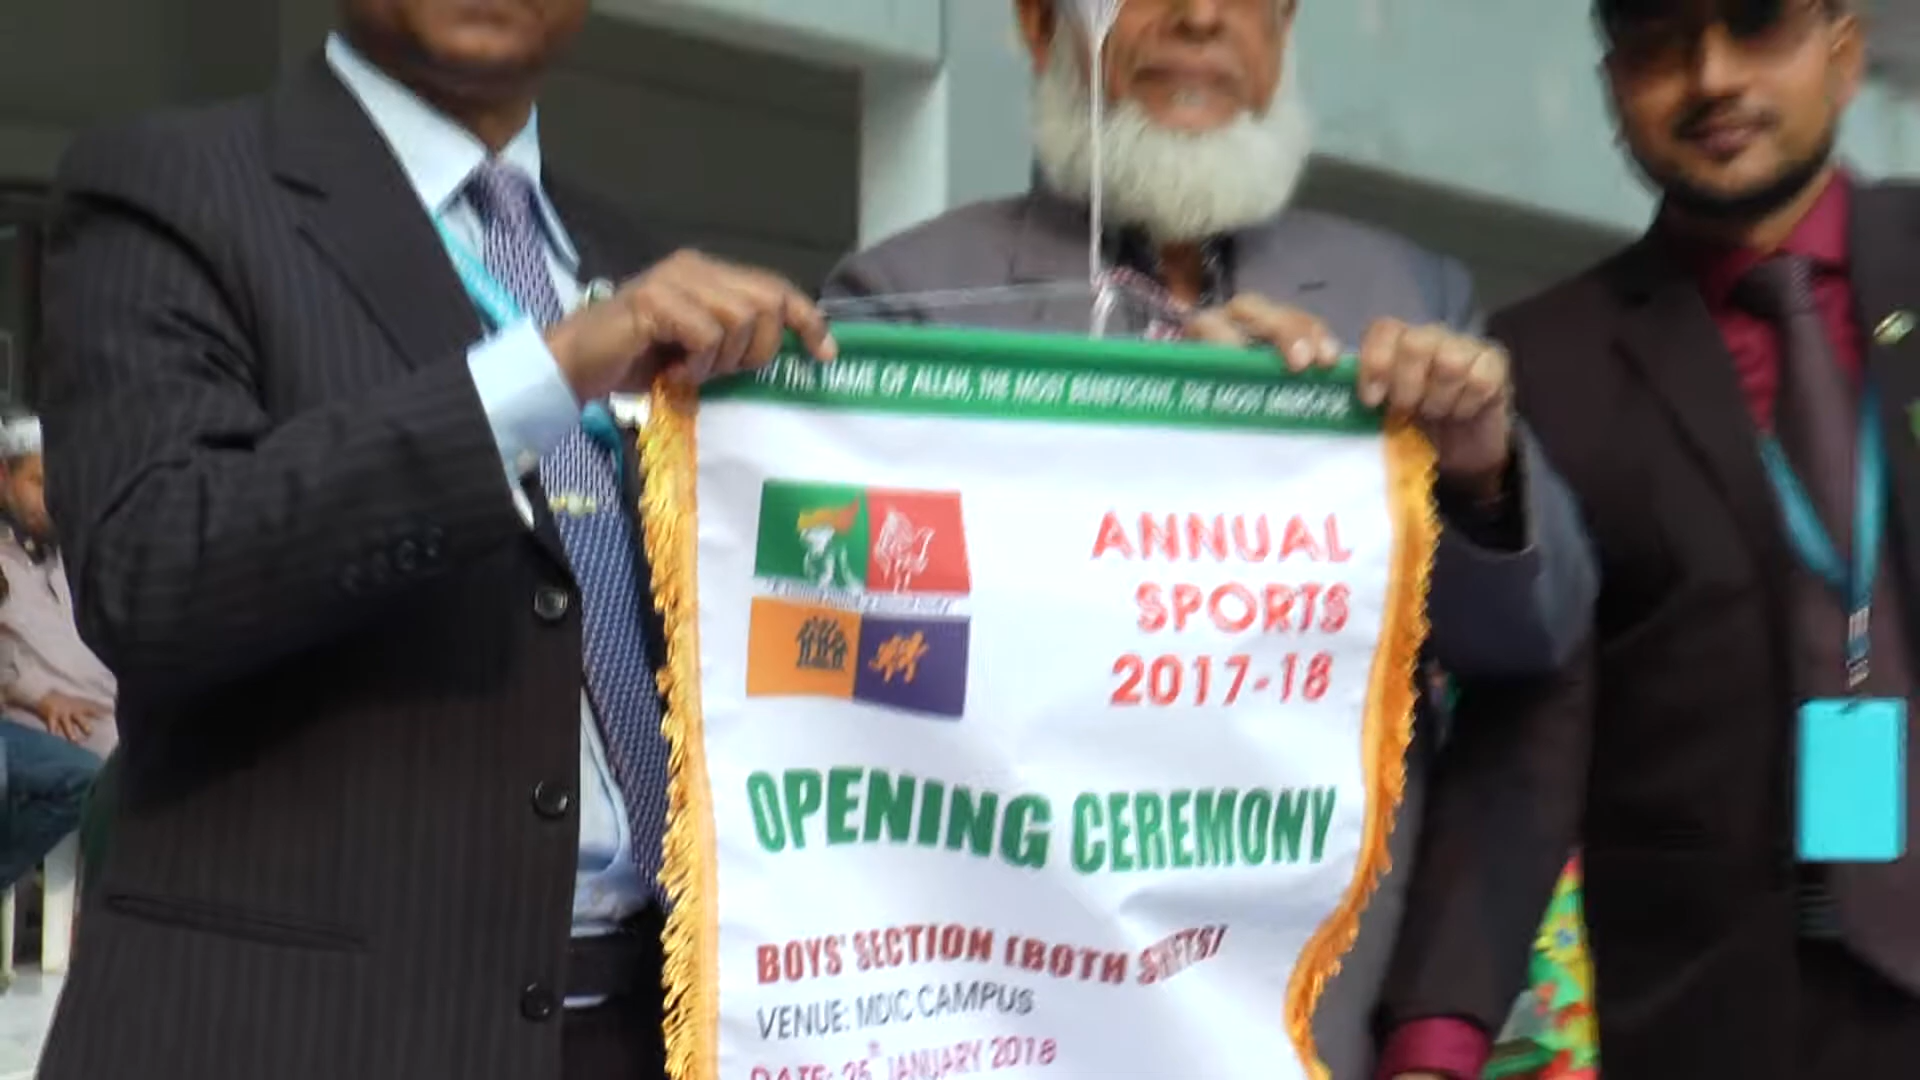 THE NAME OF ALLAH, THE MOST BENEFICENT, THE MOST MERCIFUL
ANNUAL
SPORTS
2017-18
OPENING CEREMONY
BOYS' SECTION (BOTH SHIFTS)
VENUE: MDIC CAMPUS
DATE: 25th JANUARY 2018